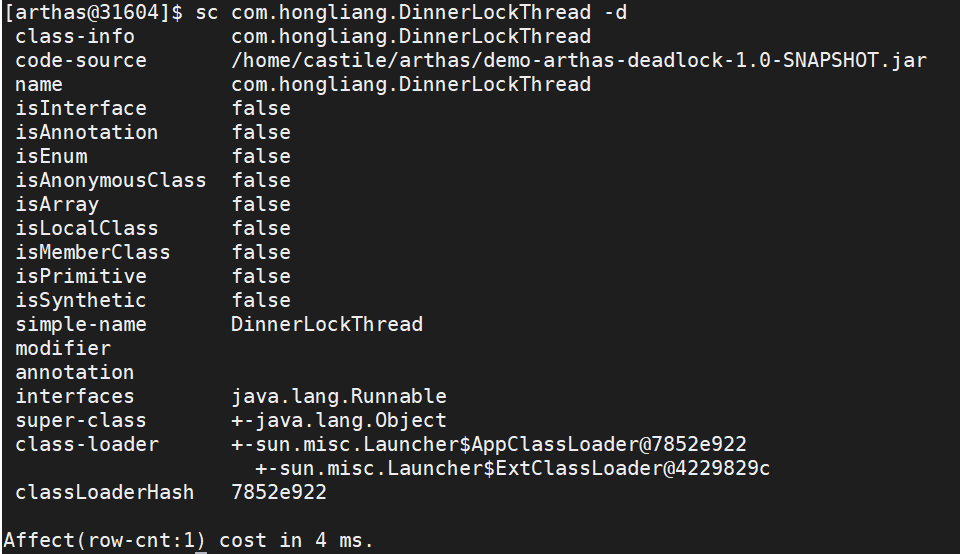 [arthas@31604]$ sc com.hongliang.DinnerLockThread -d
class-info com.hongliang.DinnerLockThread
code-source /home/castile/arthas/demo-arthas-deadlock-1.0-SNAPSHOT.jar
name com.hongliang.DinnerLockThread
isInterface false
isAnnotation false
isEnum false
isAnonymousClass false
isArray false
isLocalClass false
isMemberClass false
isPrimitive false
isSynthetic false
simple-name DinnerLockThread
modifier
annotation
interfaces java.lang.Runnable
super-class +-java.lang.Object
class-loader +-sun.misc.Launcher$AppClassLoader@7852e922
+-sun.misc.Launcher$ExtClassLoader@4229829c
classLoaderHash 7852e922
Affect(row-cnt:1) cost in 4 ms.